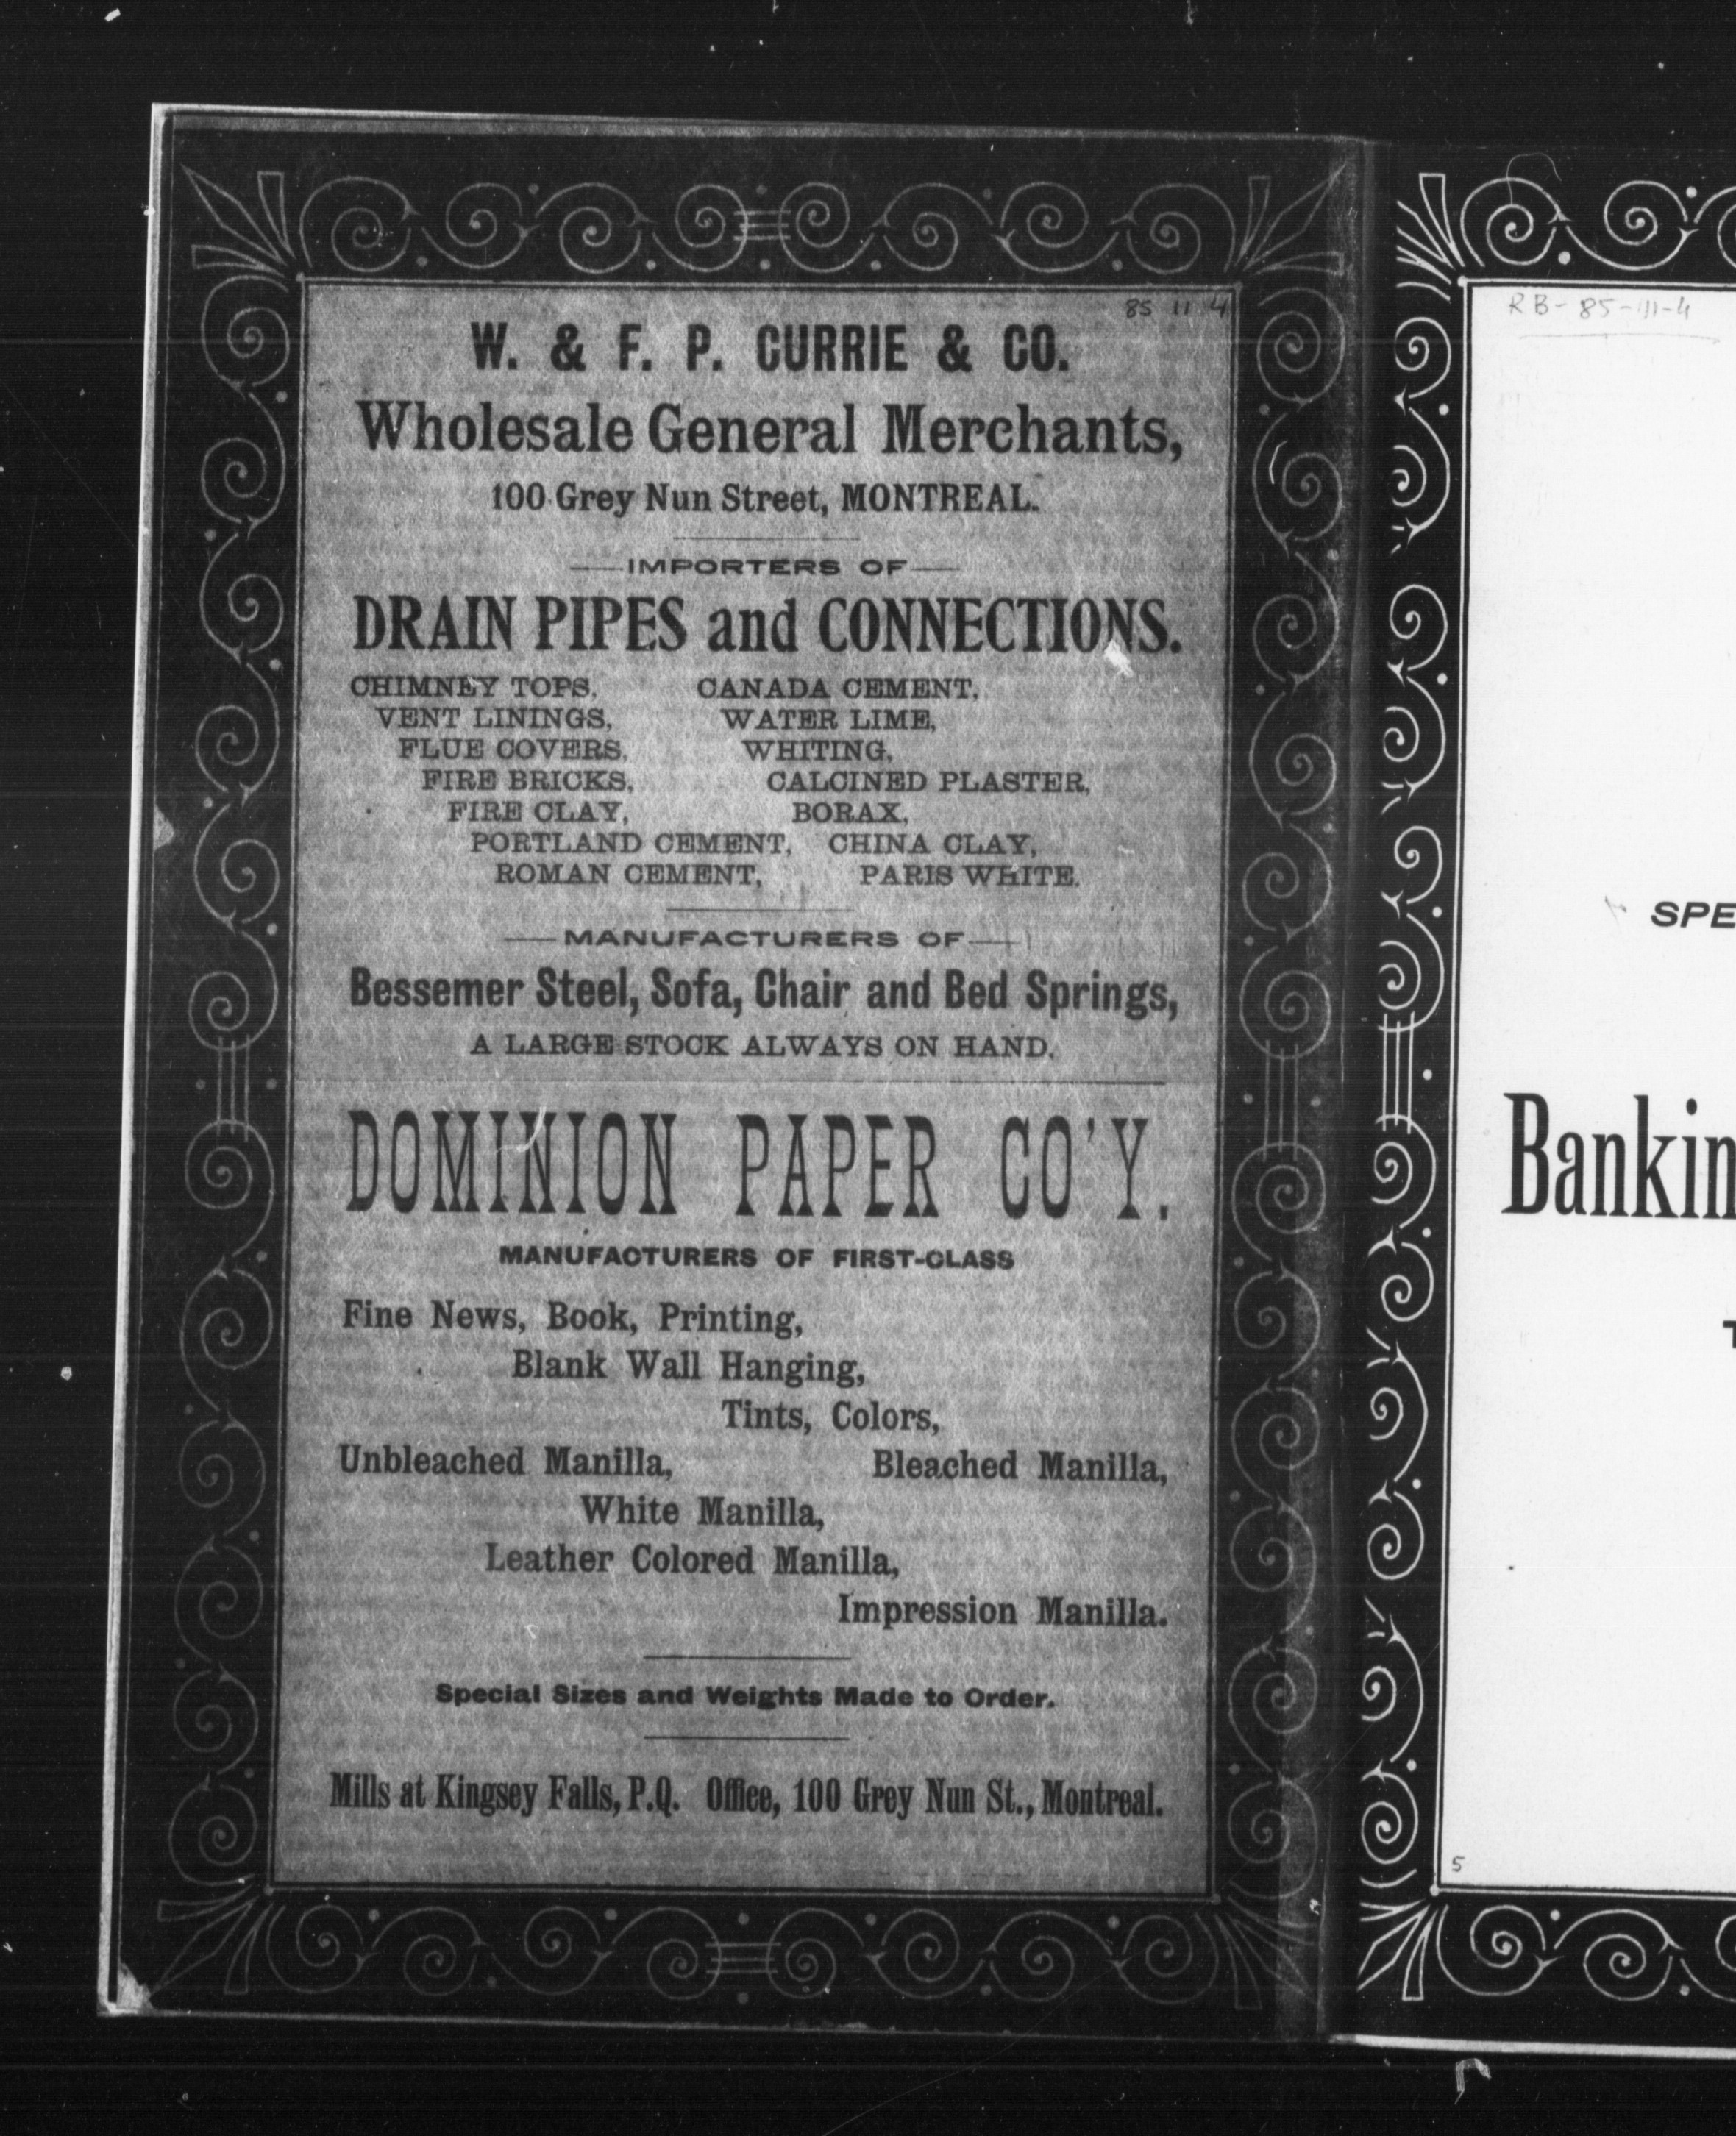 85 11 4
W. & F. P. CURRIE & CO.
Wholesale General Merchants,
100 Grey Nun Street, MONTREAL.
—IMPORTERS OF—
DRAIN PIPES and CONNECTIONS.
CHIMNEY TOPS, CANADA CEMENT,
VENT LININGS, WATER LIME,
FLUE COVERS, WHITING,
FIRE BRICKS, CALCINED PLASTER,
FIRE CLAY, BORAX,
PORTLAND CEMENT, CHINA CLAY,
ROMAN CEMENT, PARIS WHITE.
—MANUFACTURERS OF—
Bessemer Steel, Sofa, Chair and Bed Springs,
A LARGE STOCK ALWAYS ON HAND.
DOMINION PAPER CO'Y.
MANUFACTURERS OF FIRST-CLASS
Fine News, Book, Printing,
Blank Wall Hanging,
Tints, Colors,
Unbleached Manilla, Bleached Manilla,
White Manilla,
Leather Colored Manilla,
Impression Manilla.
Special Sizes and Weights Made to Order.
Mills at Kingsey Falls, P.Q. Office, 100 Grey Nun St., Montreal.
RB-85-11-4
SPE
Bankin
T
5